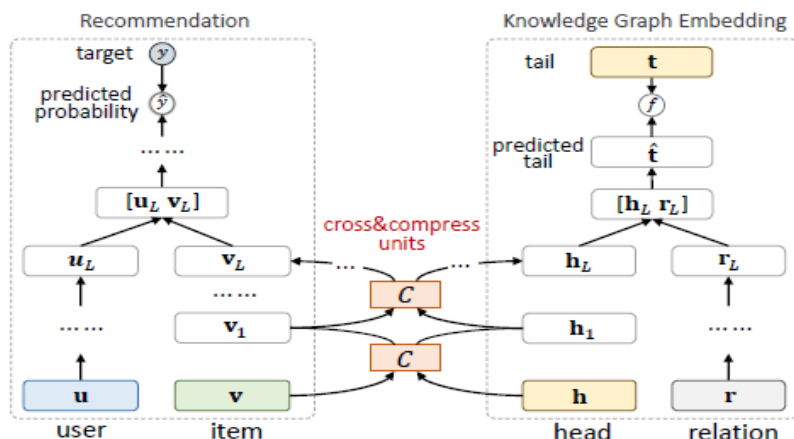 Recommendation
target y
predicted probability ŷ
... ...
[u_L v_L]
u_L
v_L
... ...
... ...
v_1
u
v
user
item
cross&compress
units
...
...
C
C
Knowledge Graph Embedding
tail
t
f
predicted
tail
t̂
[h_L r_L]
h_L
r_L
h_1
... ...
h
r
head
relation